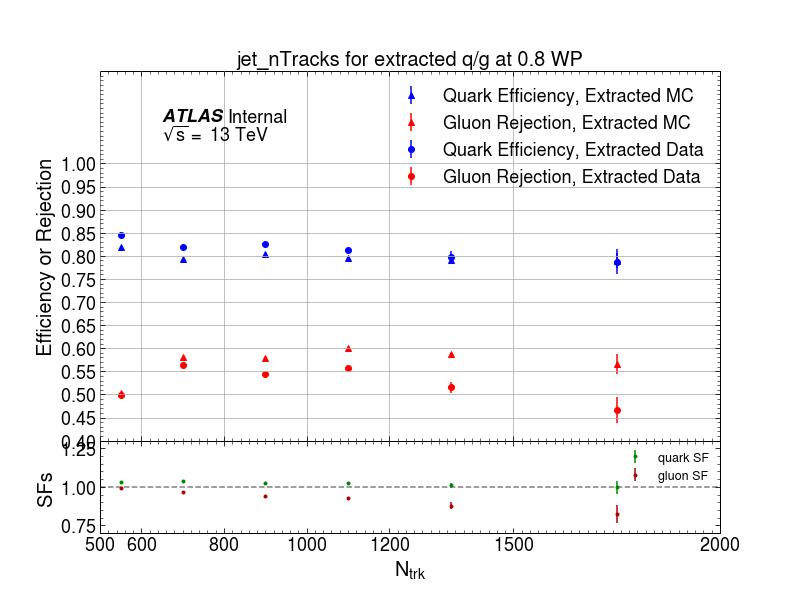 jet_nTracks for extracted q/g at 0.8 WP
ATLAS Internal
√s = 13 TeV
Quark Efficiency, Extracted MC
Gluon Rejection, Extracted MC
Quark Efficiency, Extracted Data
Gluon Rejection, Extracted Data
Efficiency or Rejection
1.00
0.95
0.90
0.85
0.80
0.75
0.70
0.65
0.60
0.55
0.50
0.45
0.40
SFs
1.25
1.00
0.75
quark SF
gluon SF
500 600 800 1000 1200 1500 2000
Ntrk